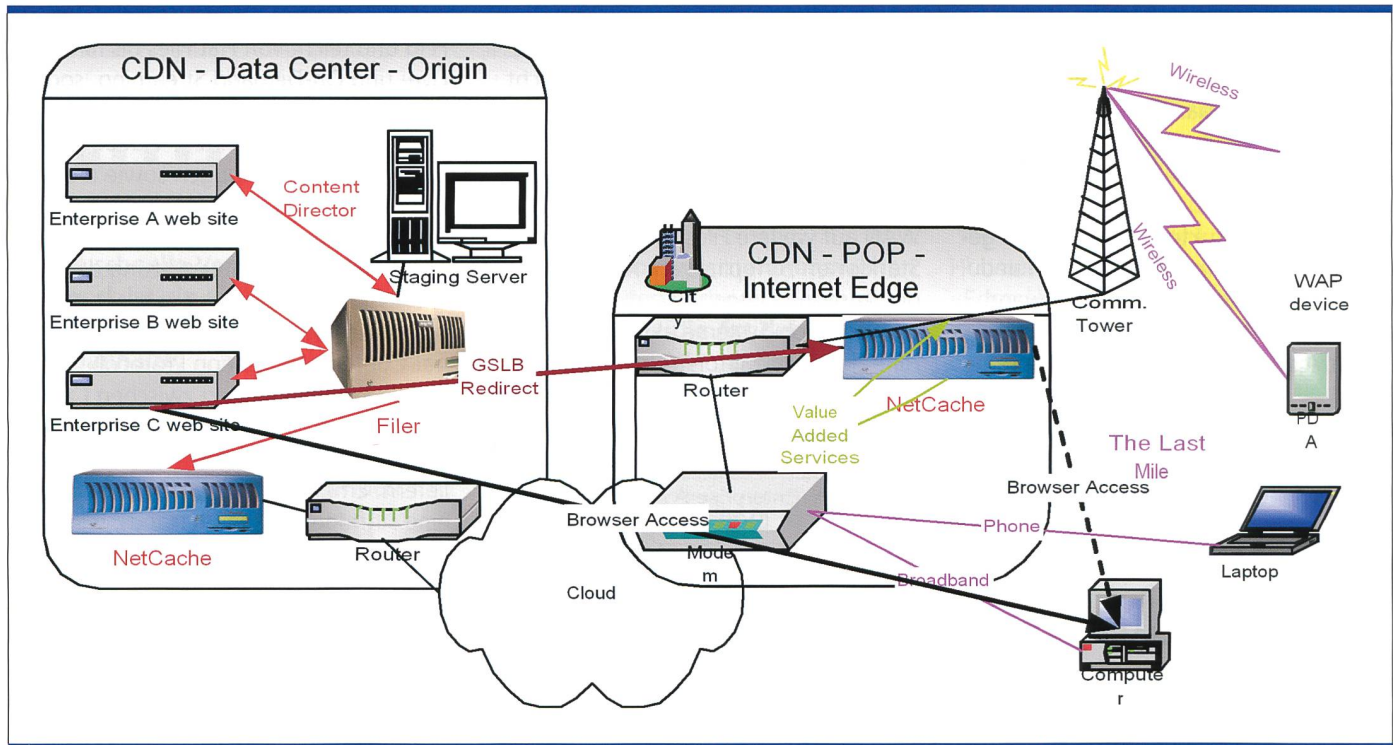 CDN - Data Center - Origin
Enterprise A web site
Content
Director
Staging Server
Enterprise B web site
Enterprise C web site
GSLB
Redirect
Filer
NetCache
Router
Cloud
CDN - POP -
Internet Edge
CIt
y
Router
NetCache
Value
Added
Services
Browser Access
Mode
m
Wireless
Wireless
Comm.
Tower
WAP
device
PD
A
The Last
Mile
Browser Access
Phone
Laptop
Broadband
Compute
r